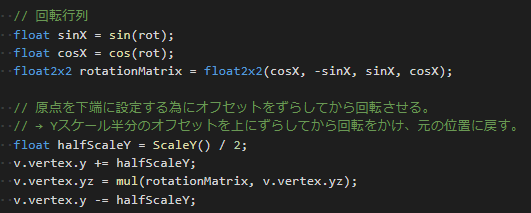 // 回転行列
float sinX = sin(rot);
float cosX = cos(rot);
float2x2 rotationMatrix = float2x2(cosX, -sinX, sinX, cosX);
// 原点を下端に設定する為にオフセットをずらしてから回転させる。
// → Yスケール半分のオフセットを上にずらしてから回転をかけ、元の位置に戻す。
float halfScaleY = ScaleY() / 2;
v.vertex.y += halfScaleY;
v.vertex.yz = mul(rotationMatrix, v.vertex.yz);
v.vertex.y -= halfScaleY;